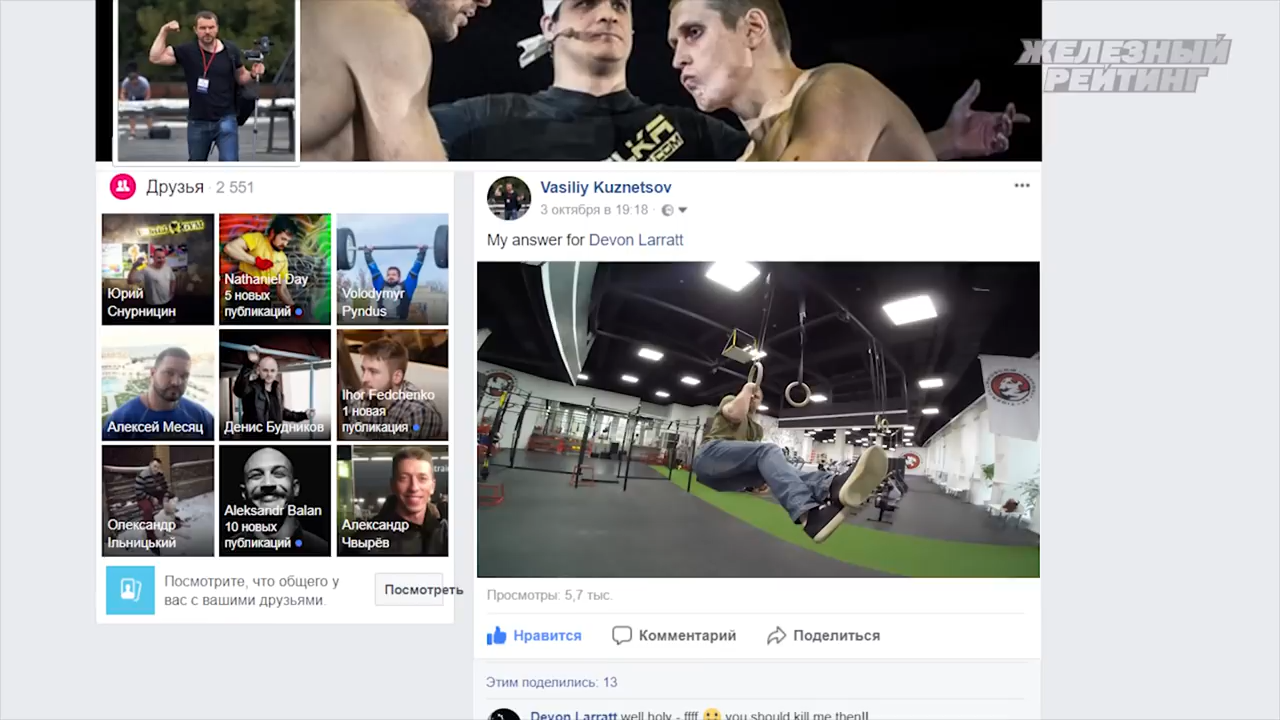 ЖЕЛЕЗНЫЙ
РЕЙТИНГ
Друзья · 2 551
Юрий
Снурницин
Nathaniel Day
5 новых
публикаций
Volodymyr
Pyndus
Алексей Месяц
Денис Будников
Ihor Fedchenko
1 новая
публикация
Олександр
Ільницький
Aleksandr Balan
10 новых
публикаций
Александр
Чвырёв
Посмотрите, что общего у
вас с вашими друзьями.
Посмотреть
Vasiliy Kuznetsov
3 октября в 19:18 ·
My answer for Devon Larratt
Просмотры: 5,7 тыс.
Нравится
Комментарий
Поделиться
Этим поделились: 13
Devon Larratt well holy - ffff 🙂 you should kill me then!!